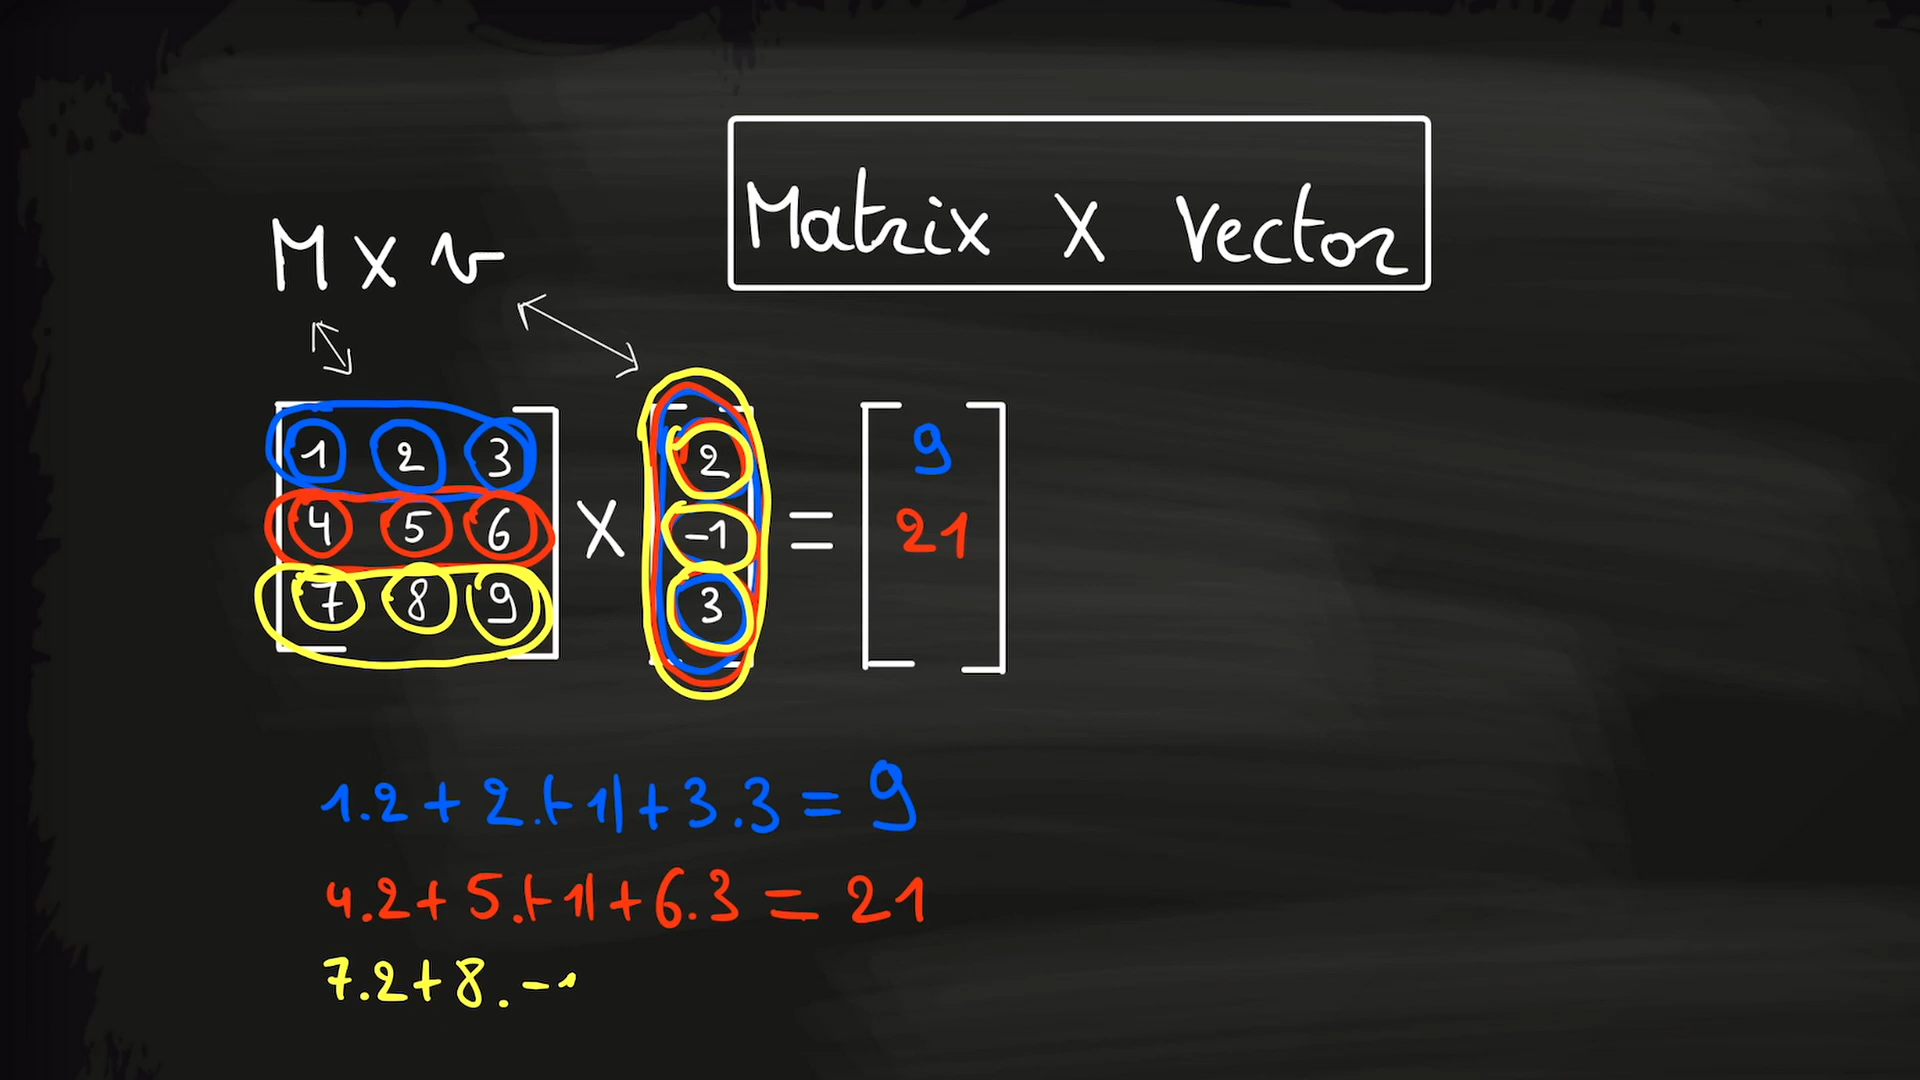 Matrix X Vector
M X v
1 2 3
4 5 6
7 8 9
X
2
-1
3
=
9
21
1.2 + 2.(-1) + 3.3 = 9
4.2 + 5.(-1) + 6.3 = 21
7.2 + 8.-1